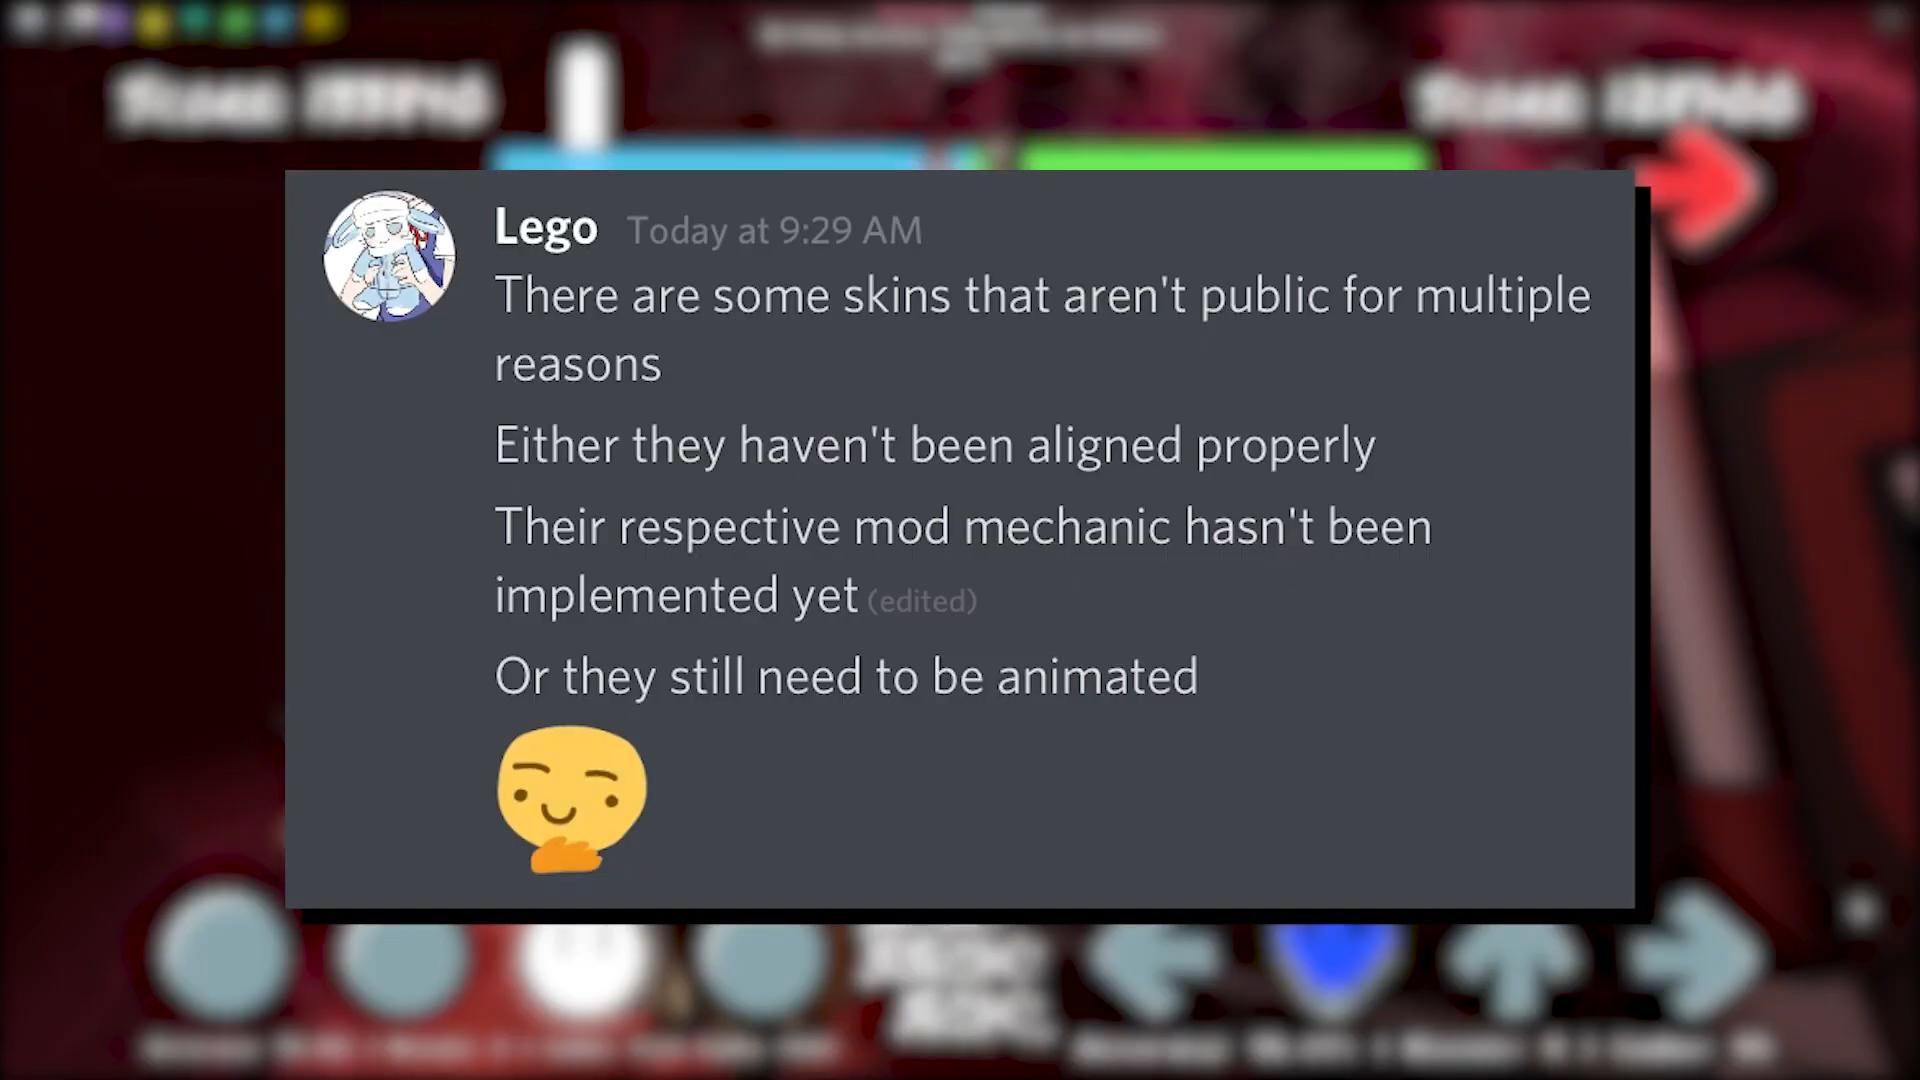 Lego Today at 9:29 AM
There are some skins that aren't public for multiple
reasons
Either they haven't been aligned properly
Their respective mod mechanic hasn't been
implemented yet (edited)
Or they still need to be animated